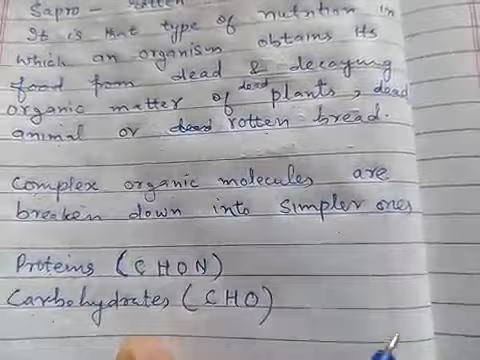 Sapro - Rotten
It is that type of nutrition in
which an organism obtains its
food from dead & decaying
organic matter of dead plants, dead
animal or dead rotten bread.
Complex organic molecules are
breaken down into simpler ones
Proteins (CHON)
Carbohydrates (CHO)